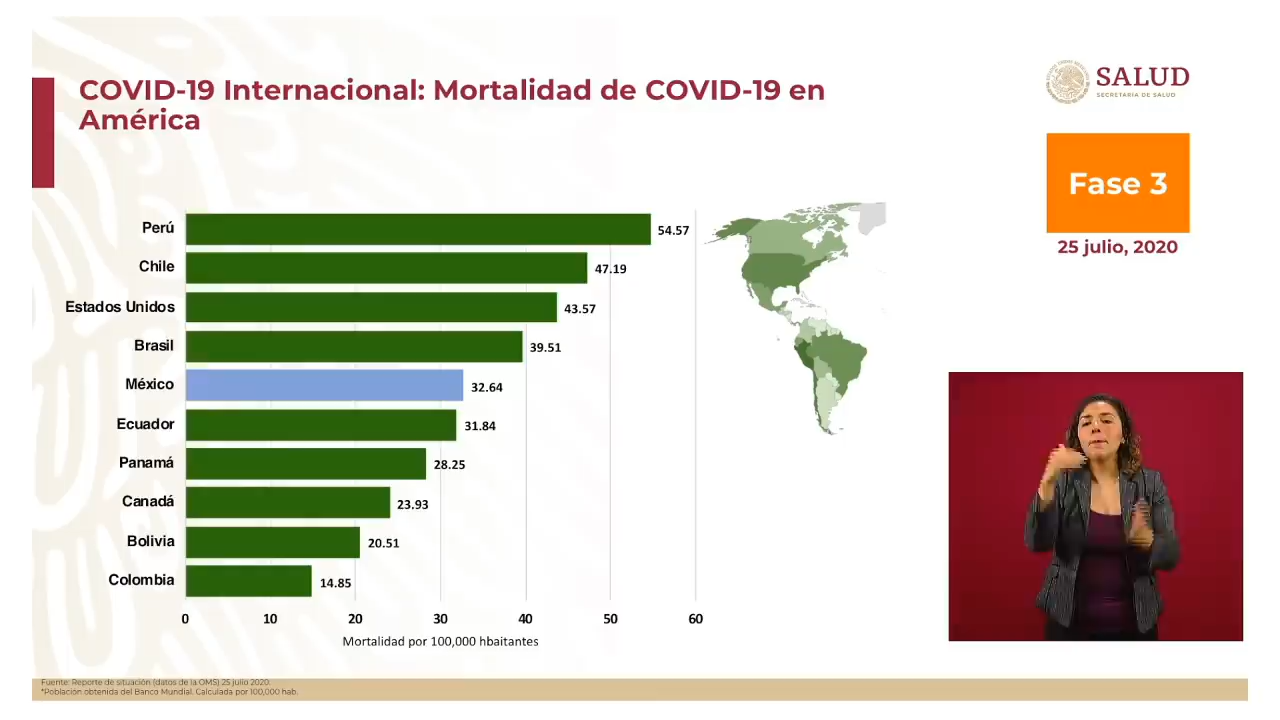 COVID-19 Internacional: Mortalidad de COVID-19 en
América
SALUD
SECRETARÍA DE SALUD
Fase 3
25 julio, 2020
Perú 54.57
Chile 47.19
Estados Unidos 43.57
Brasil 39.51
México 32.64
Ecuador 31.84
Panamá 28.25
Canadá 23.93
Bolivia 20.51
Colombia 14.85
0 10 20 30 40 50 60
Mortalidad por 100,000 hbaitantes
Fuente: Reporte de situación (datos de la OMS) 25 julio 2020.
*Población obtenida del Banco Mundial. Calculada por 100,000 hab.